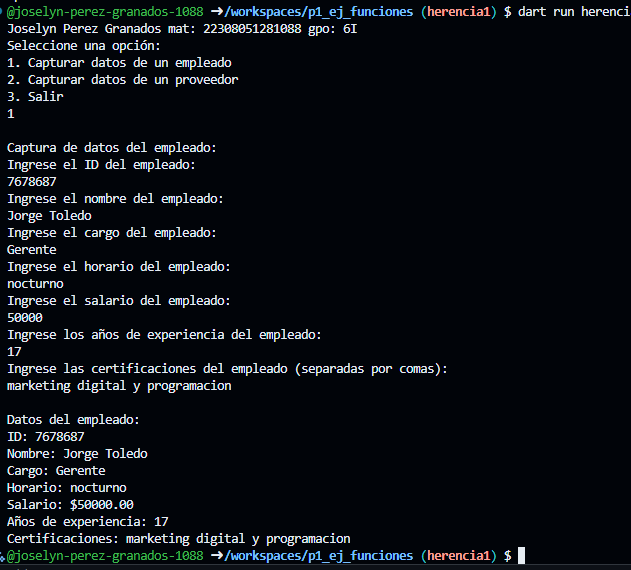 @joselyn-perez-granados-1088 ➜/workspaces/p1_ej_funciones (herencia1) $ dart run herenci
Joselyn Perez Granados mat: 22308051281088 gpo: 6I
Seleccione una opción:
1. Capturar datos de un empleado
2. Capturar datos de un proveedor
3. Salir
1
Captura de datos del empleado:
Ingrese el ID del empleado:
7678687
Ingrese el nombre del empleado:
Jorge Toledo
Ingrese el cargo del empleado:
Gerente
Ingrese el horario del empleado:
nocturno
Ingrese el salario del empleado:
50000
Ingrese los años de experiencia del empleado:
17
Ingrese las certificaciones del empleado (separadas por comas):
marketing digital y programacion
Datos del empleado:
ID: 7678687
Nombre: Jorge Toledo
Cargo: Gerente
Horario: nocturno
Salario: $50000.00
Años de experiencia: 17
Certificaciones: marketing digital y programacion
@joselyn-perez-granados-1088 ➜/workspaces/p1_ej_funciones (herencia1) $